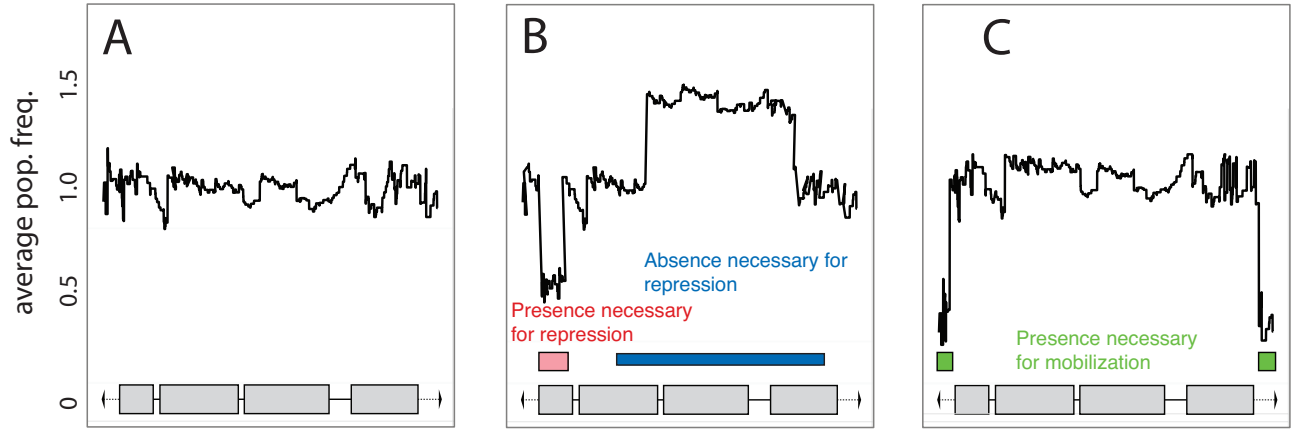 A
B
C
average pop. freq.
1.5
1.0
0.5
0
Absence necessary for
repression
Presence necessary
for repression
Presence necessary
for mobilization